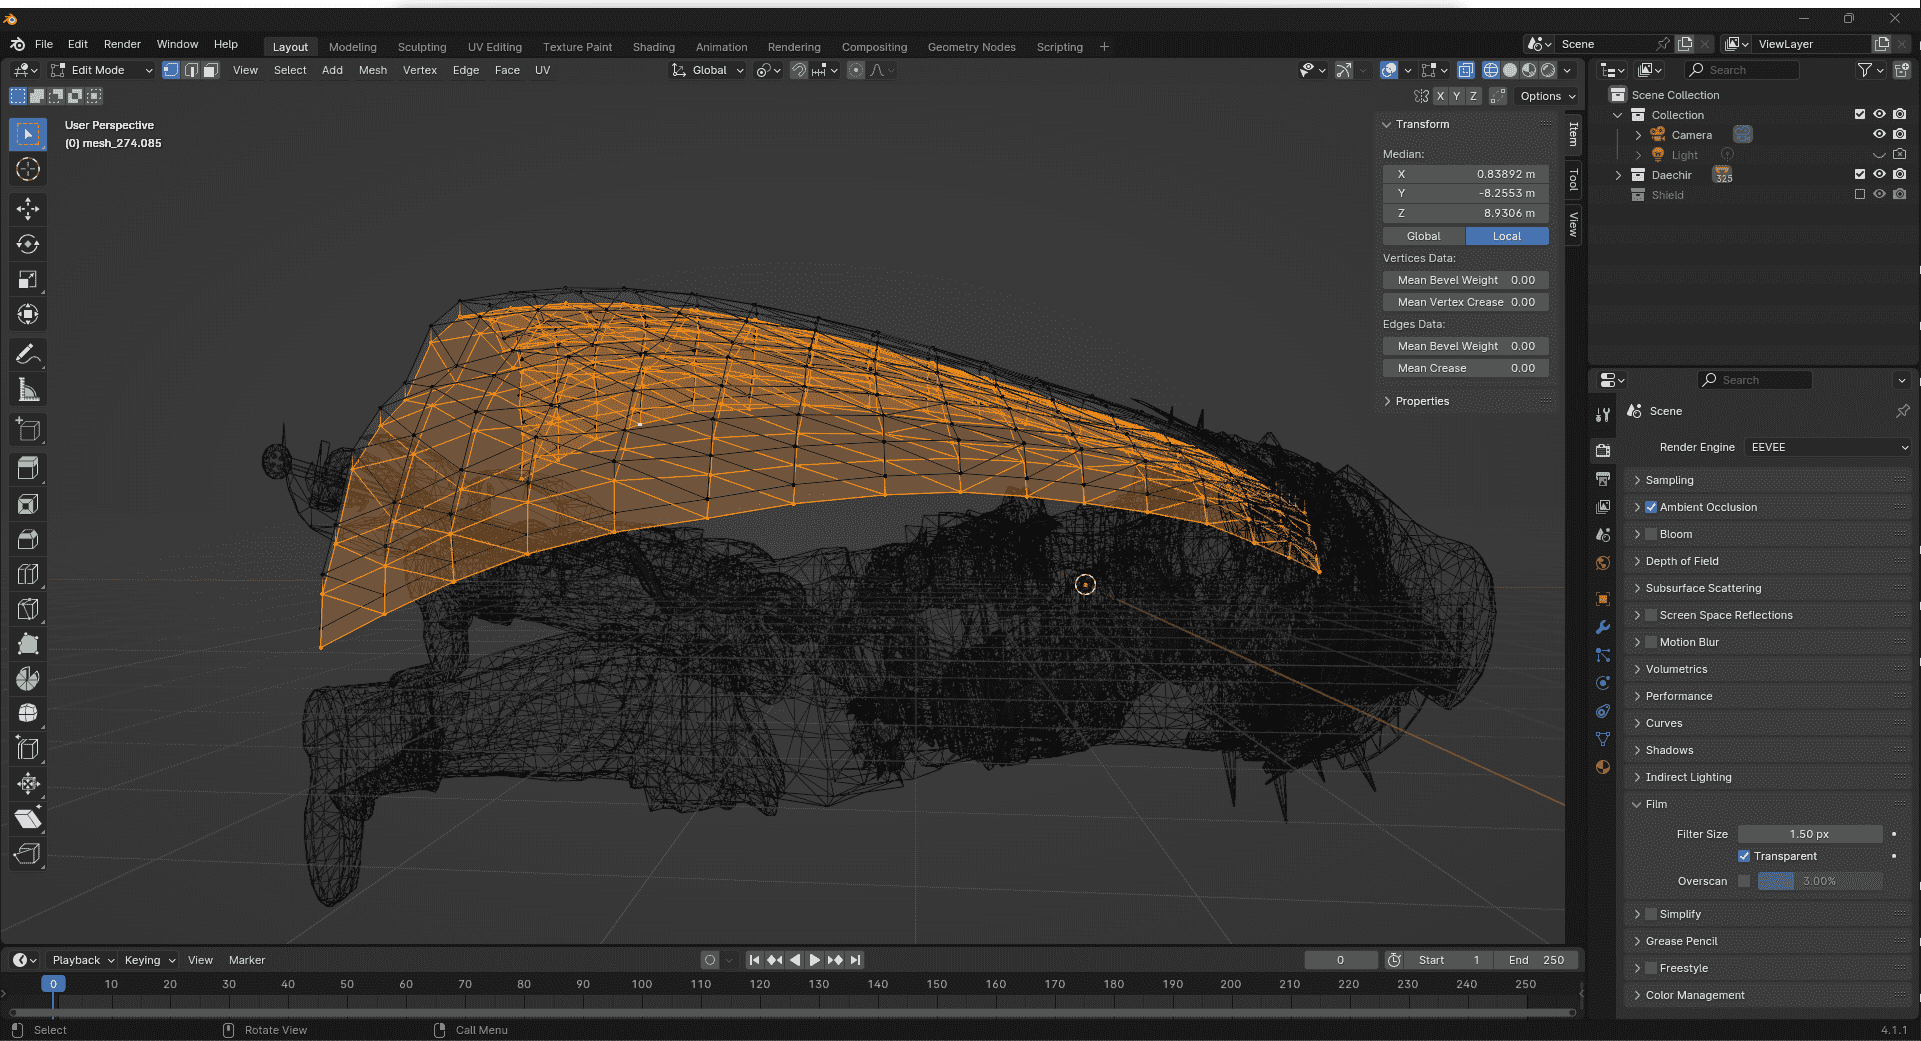 File Edit Render Window Help Layout Modeling Sculpting UV Editing Texture Paint Shading Animation Rendering Compositing Geometry Nodes Scripting + Scene ViewLayer
Edit Mode View Select Add Mesh Vertex Edge Face UV Global Search
X Y Z Options
User Perspective
(0) mesh_274.085
Transform
Median:
X 0.83892 m
Y -8.2553 m
Z 8.9306 m
Global Local
Vertices Data:
Mean Bevel Weight 0.00
Mean Vertex Crease 0.00
Edges Data:
Mean Bevel Weight 0.00
Mean Crease 0.00
Properties
Item
Tool
View
Scene Collection
Collection
Camera
Light
Daechir 325
Shield
Search
Scene
Render Engine EEVEE
Sampling
Ambient Occlusion
Bloom
Depth of Field
Subsurface Scattering
Screen Space Reflections
Motion Blur
Volumetrics
Performance
Curves
Shadows
Indirect Lighting
Film
Filter Size 1.50 px
Transparent
Overscan 3.00%
Simplify
Grease Pencil
Freestyle
Color Management
Playback Keying View Marker 0 Start 1 End 250
0 10 20 30 40 50 60 70 80 90 100 110 120 130 140 150 160 170 180 190 200 210 220 230 240 250
Select Rotate View Call Menu 4.1.1